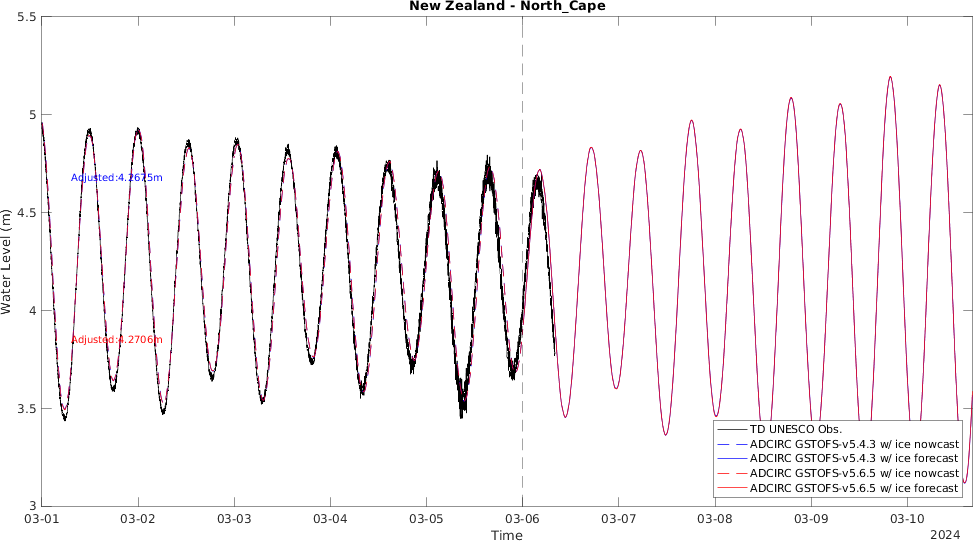 New Zealand - North_Cape
5.5
5
4.5
4
3.5
3
Water Level (m)
Adjusted:4.2675m
Adjusted:4.2706m
TD UNESCO Obs.
ADCIRC GSTOFS-v5.4.3 w/ ice nowcast
ADCIRC GSTOFS-v5.4.3 w/ ice forecast
ADCIRC GSTOFS-v5.6.5 w/ ice nowcast
ADCIRC GSTOFS-v5.6.5 w/ ice forecast
03-01 03-02 03-03 03-04 03-05 03-06 03-07 03-08 03-09 03-10
Time
2024